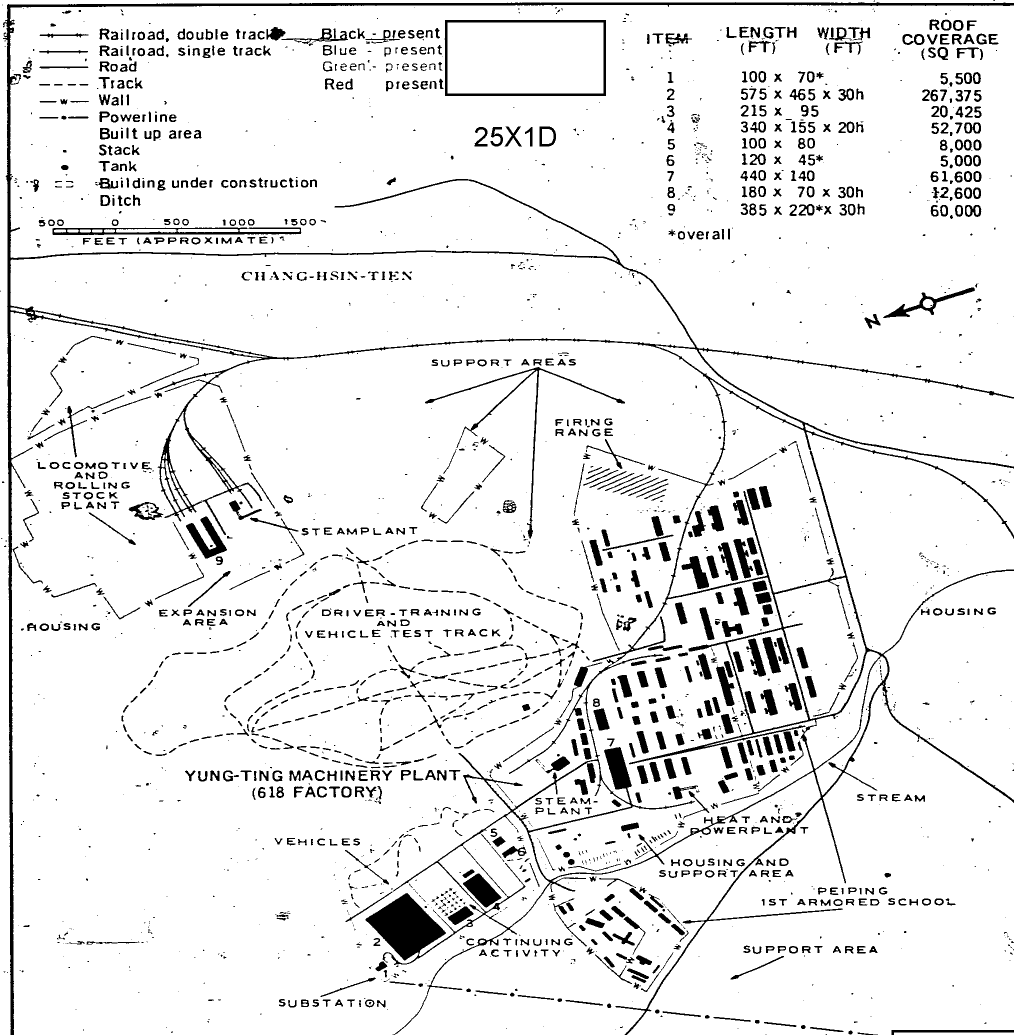 Railroad, double track
Railroad, single track
Road
Track
Wall
Powerline
Built up area
Stack
Tank
Building under construction
Ditch
Black - present
Blue - present
Green - present
Red present
500 0 500 1000 1500
FEET (APPROXIMATE)
25X1D
ITEM LENGTH (FT) WIDTH (FT) ROOF COVERAGE (SQ FT)
1 100 x 70* 5,500
2 575 x 465 x 30h 267,375
3 215 x 95 20,425
4 340 x 155 x 20h 52,700
5 100 x 80 8,000
6 120 x 45* 5,000
7 440 x 140 61,600
8 180 x 70 x 30h 12,600
9 385 x 220*x 30h 60,000
*overall
CHANG-HSIN-TIEN
N
SUPPORT AREAS
FIRING
RANGE
LOCOMOTIVE
AND
ROLLING
STOCK
PLANT
STEAMPLANT
9
EXPANSION
AREA
HOUSING
DRIVER-TRAINING
AND
VEHICLE TEST TRACK
HOUSING
8
7
YUNG-TING MACHINERY PLANT
(618 FACTORY)
STEAM-
PLANT
HEAT AND
POWERPLANT
STREAM
VEHICLES
5
6
HOUSING AND
SUPPORT AREA
PEIPING
1ST ARMORED SCHOOL
4
3
2
CONTINUING
ACTIVITY
SUPPORT AREA
1
SUBSTATION